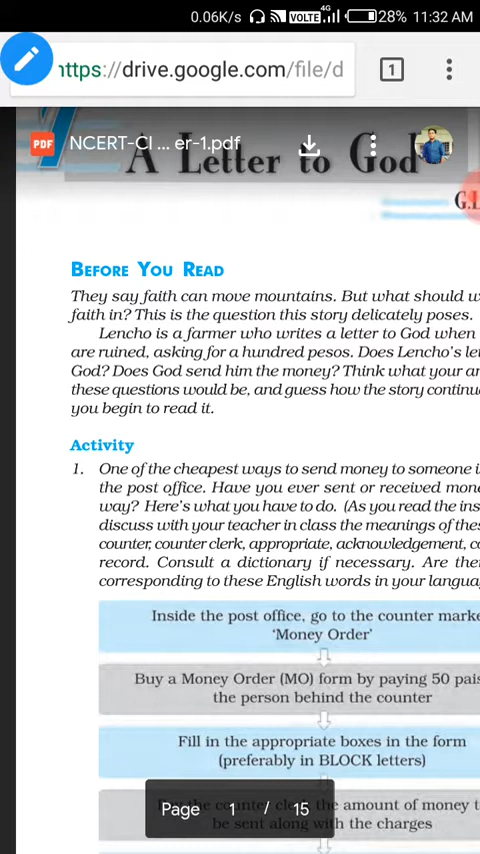 0.06K/s VOLTE 4G 28% 11:32 AM
https://drive.google.com/file/d
1
PDF NCERT-Cl ... er-1.pdf
A Letter to God
G.L
BEFORE YOU READ
They say faith can move mountains. But what should w
faith in? This is the question this story delicately poses.
Lencho is a farmer who writes a letter to God when
are ruined, asking for a hundred pesos. Does Lencho's let
God? Does God send him the money? Think what your an
these questions would be, and guess how the story continu
you begin to read it.
Activity
1. One of the cheapest ways to send money to someone i
the post office. Have you ever sent or received mone
way? Here's what you have to do. (As you read the ins
discuss with your teacher in class the meanings of thes
counter, counter clerk, appropriate, acknowledgement, co
record. Consult a dictionary if necessary. Are ther
corresponding to these English words in your languag
Inside the post office, go to the counter marke
'Money Order'
Buy a Money Order (MO) form by paying 50 pais
the person behind the counter
Fill in the appropriate boxes in the form
(preferably in BLOCK letters)
the amount of money t
be sent along with the charges
Page 1 / 15